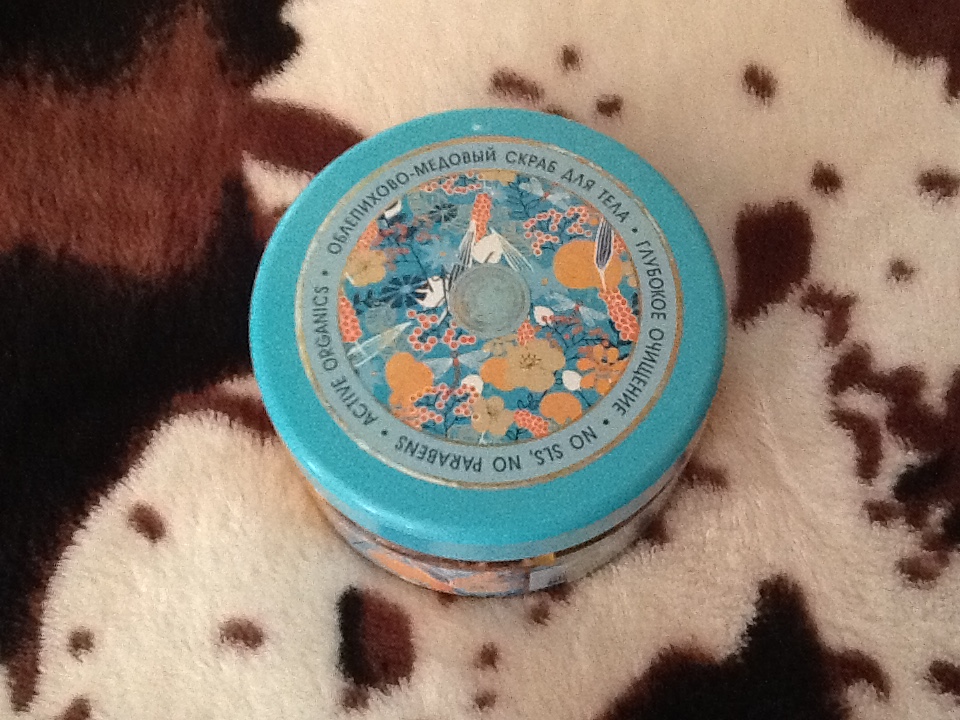 ОБЛЕПИХОВО-МЕДОВЫЙ СКРАБ ДЛЯ ТЕЛА • ГЛУБОКОЕ ОЧИЩЕНИЕ • NO SLS, NO PARABENS • ACTIVE ORGANICS •